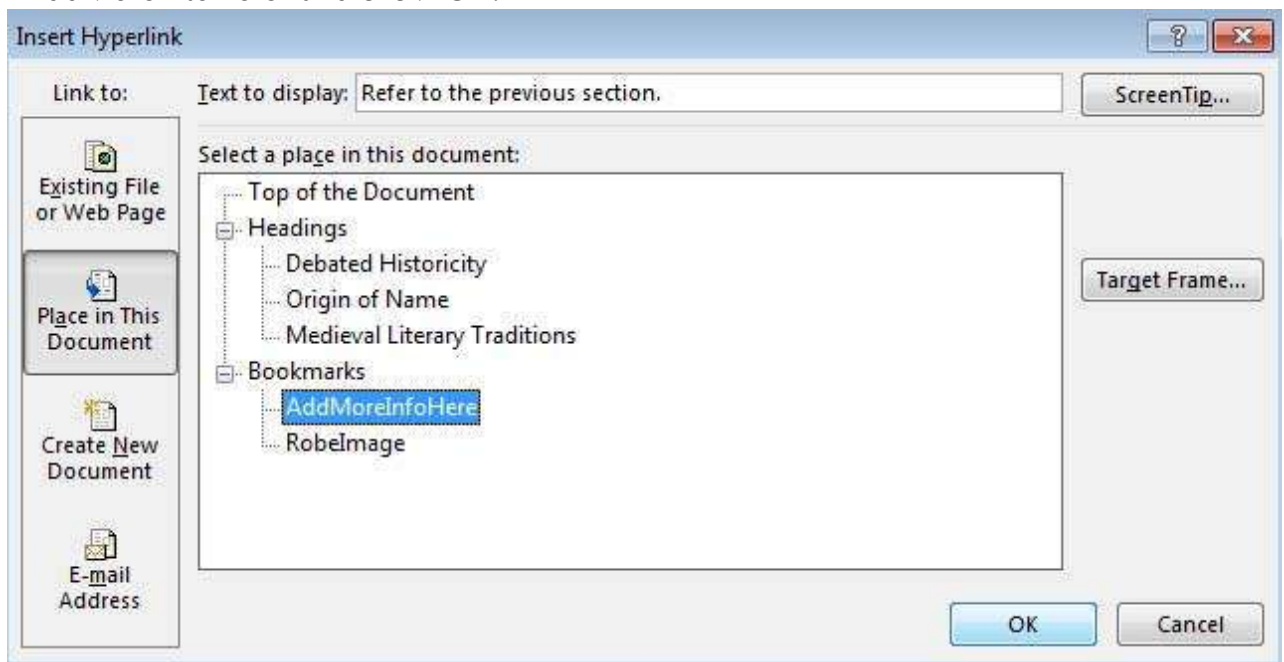 Insert Hyperlink
Link to:
Text to display: Refer to the previous section.
ScreenTip...
Select a place in this document:
Existing File
or Web Page
Place in This
Document
Create New
Document
E-mail
Address
Top of the Document
Headings
Debated Historicity
Origin of Name
Medieval Literary Traditions
Bookmarks
AddMoreInfoHere
RobeImage
Target Frame...
OK
Cancel